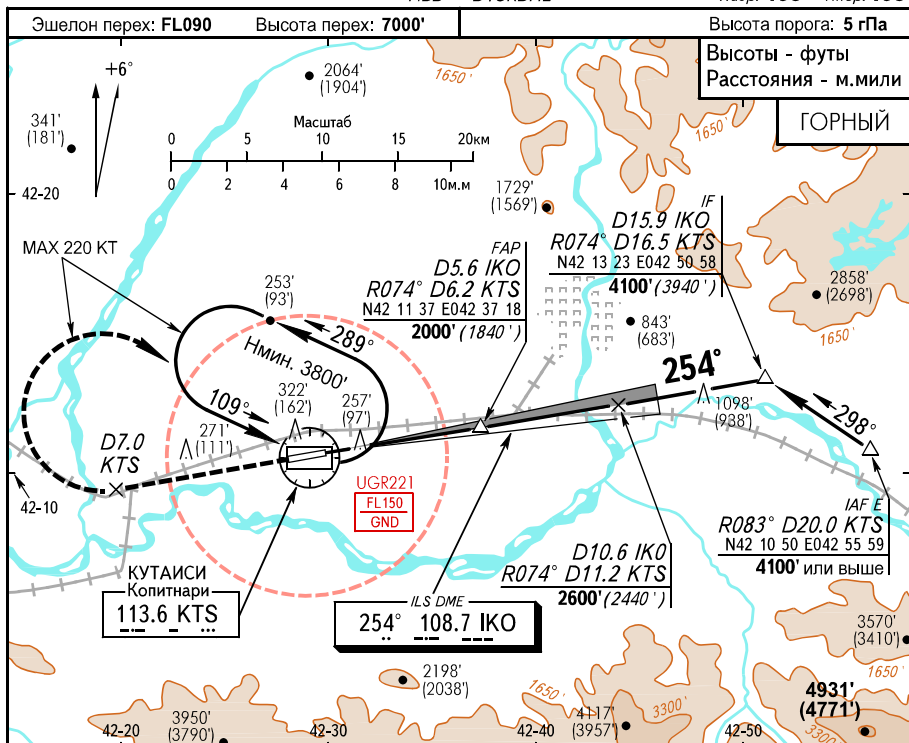 Эшелон перех: FL090 Высота перех: 7000' Высота порога: 5 гПа
Высоты - футы
Расстояния - м.мили
ГОРНЫЙ
+6°
341'
(181')
2064'
(1904')
1650'
1650'
Масштаб
0 5 10 15 20км
0 2 4 6 8 10м.м
42-20
MAX 220 КТ
1729'
(1569')
IF
D15.9 IKO
R074° D16.5 KTS
N42 13 23 E042 50 58
4100' (3940')
FAP
D5.6 IKO
R074° D6.2 KTS
N42 11 37 E042 37 18
2000' (1840')
2858'
(2698')
1650'
253'
(93')
289°
Hмин. 3800'
109°
843'
(683')
254°
322'
(162')
257'
(97')
271'
(111')
1098'
(938')
298°
D7.0
KTS
42-10
UGR221
FL150
GND
IAF E
R083° D20.0 KTS
N42 10 50 E042 55 59
4100' или выше
D10.6 IKO
R074° D11.2 KTS
2600' (2440')
КУТАИСИ
Копитнари
113.6 KTS
ILS DME
254° 108.7 IKO
3570'
(3410')
2198'
(2038')
1650'
1650'
4931'
(4771')
3950'
(3790')
4117'
(3957')
3300'
3300'
42-20 42-30 42-40 42-50